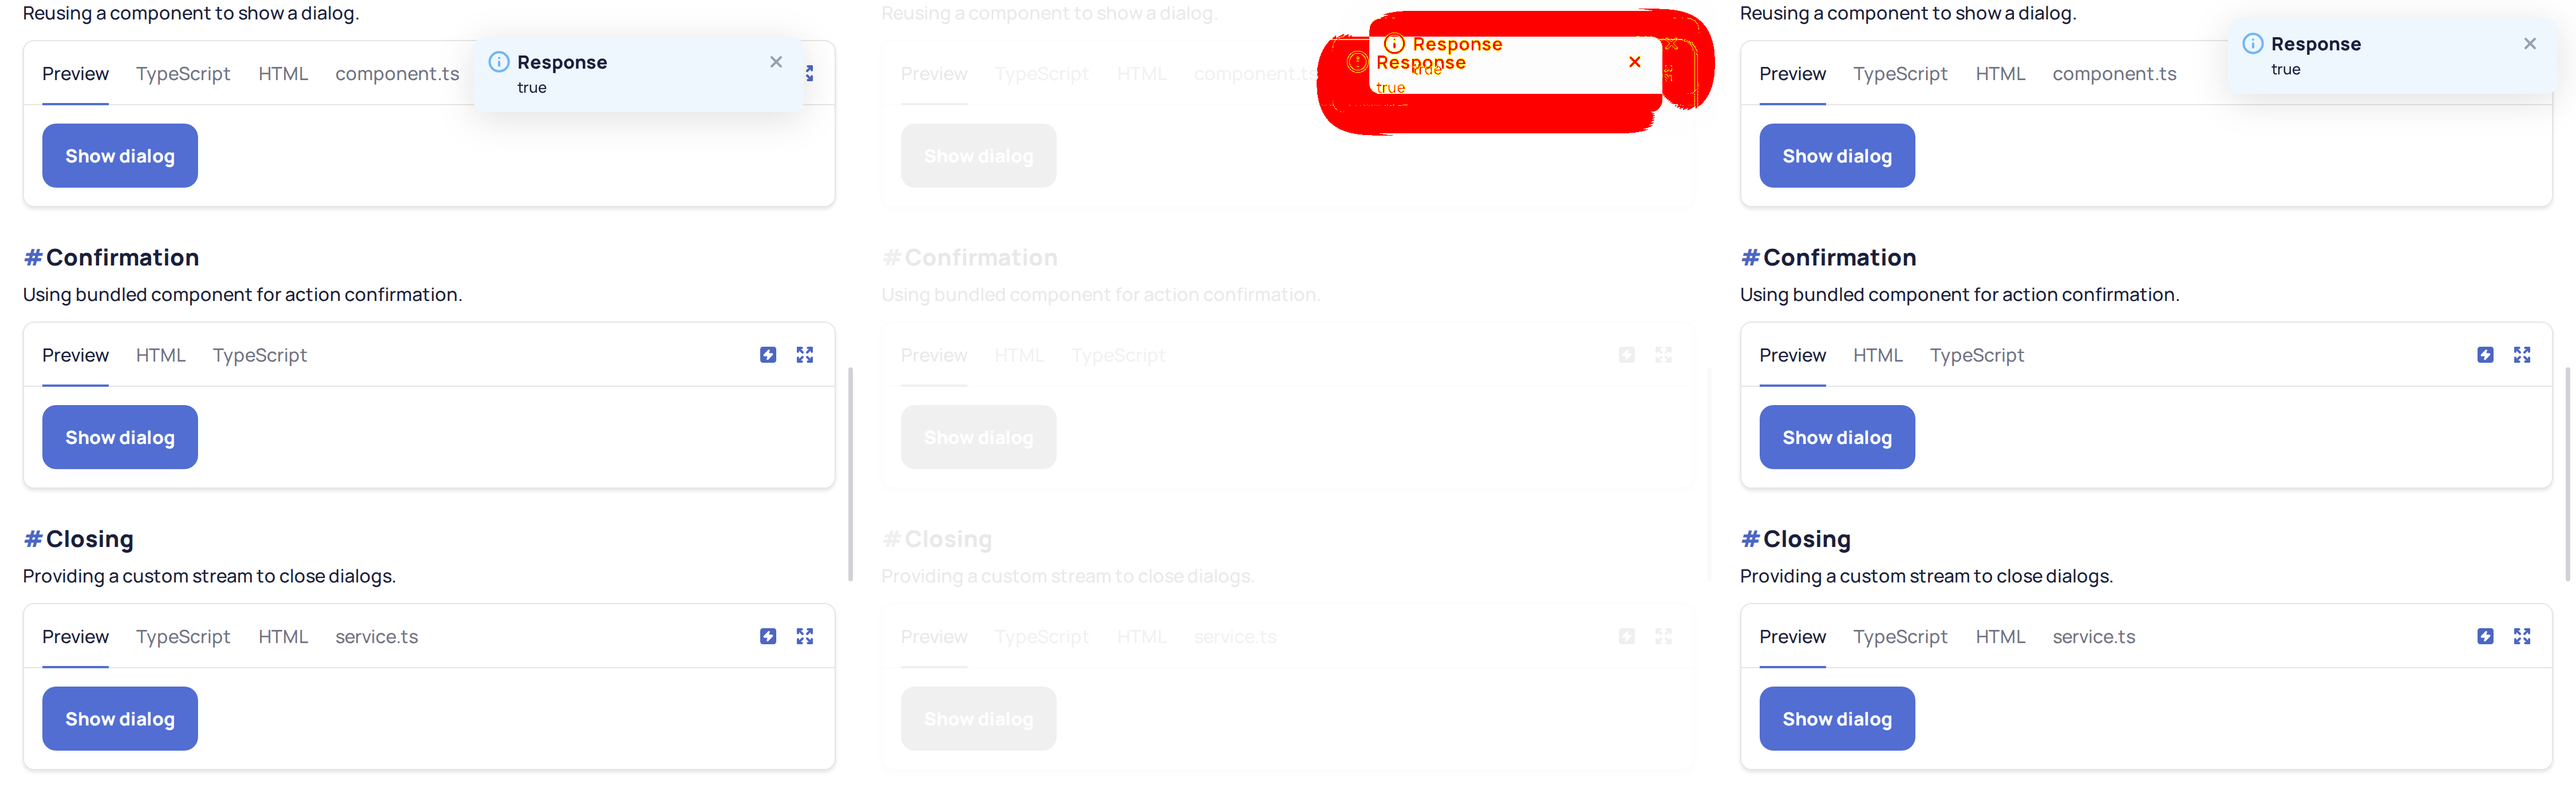 Reusing a component to show a dialog.
Preview TypeScript HTML component.ts
Response
true
Show dialog
# Confirmation
Using bundled component for action confirmation.
Preview HTML TypeScript
Show dialog
# Closing
Providing a custom stream to close dialogs.
Preview TypeScript HTML service.ts
Show dialog
Reusing a component to show a dialog.
Preview TypeScript HTML component.ts
Response
Response
true
true
Show dialog
# Confirmation
Using bundled component for action confirmation.
Preview HTML TypeScript
Show dialog
# Closing
Providing a custom stream to close dialogs.
Preview TypeScript HTML service.ts
Show dialog
Reusing a component to show a dialog.
Preview TypeScript HTML component.ts
Response
true
Show dialog
# Confirmation
Using bundled component for action confirmation.
Preview HTML TypeScript
Show dialog
# Closing
Providing a custom stream to close dialogs.
Preview TypeScript HTML service.ts
Show dialog